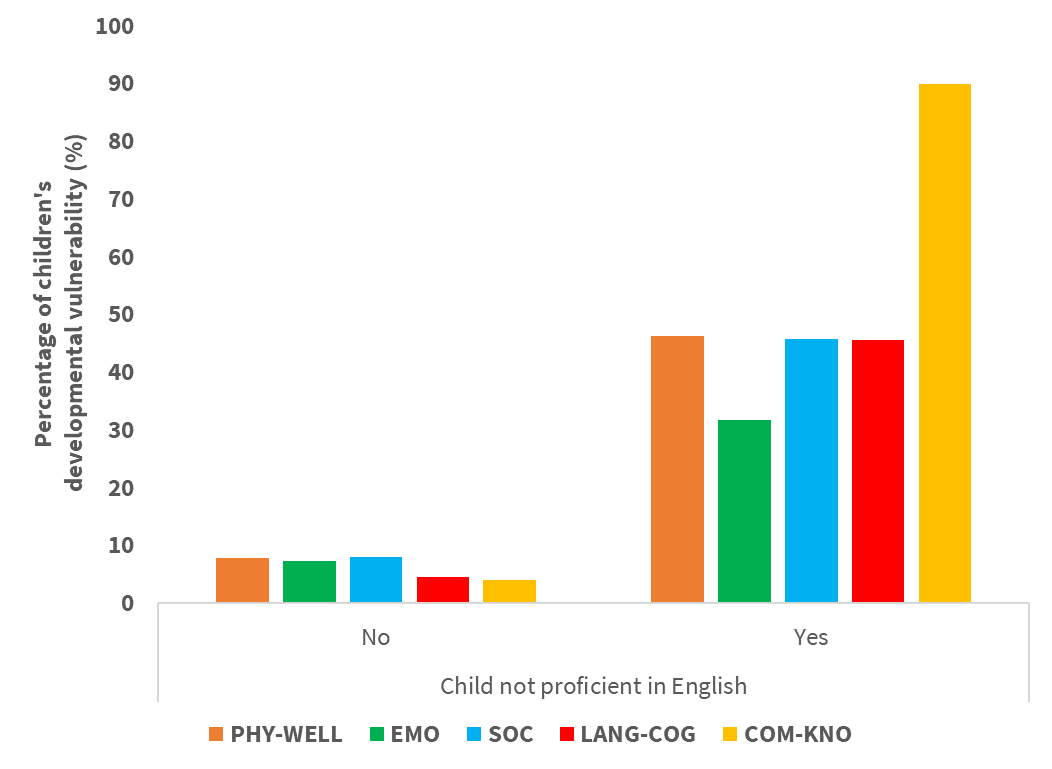 Percentage of children's
developmental vulnerability (%)
100
90
80
70
60
50
40
30
20
10
0
No Yes
Child not proficient in English
PHY-WELL EMO SOC LANG-COG COM-KNO